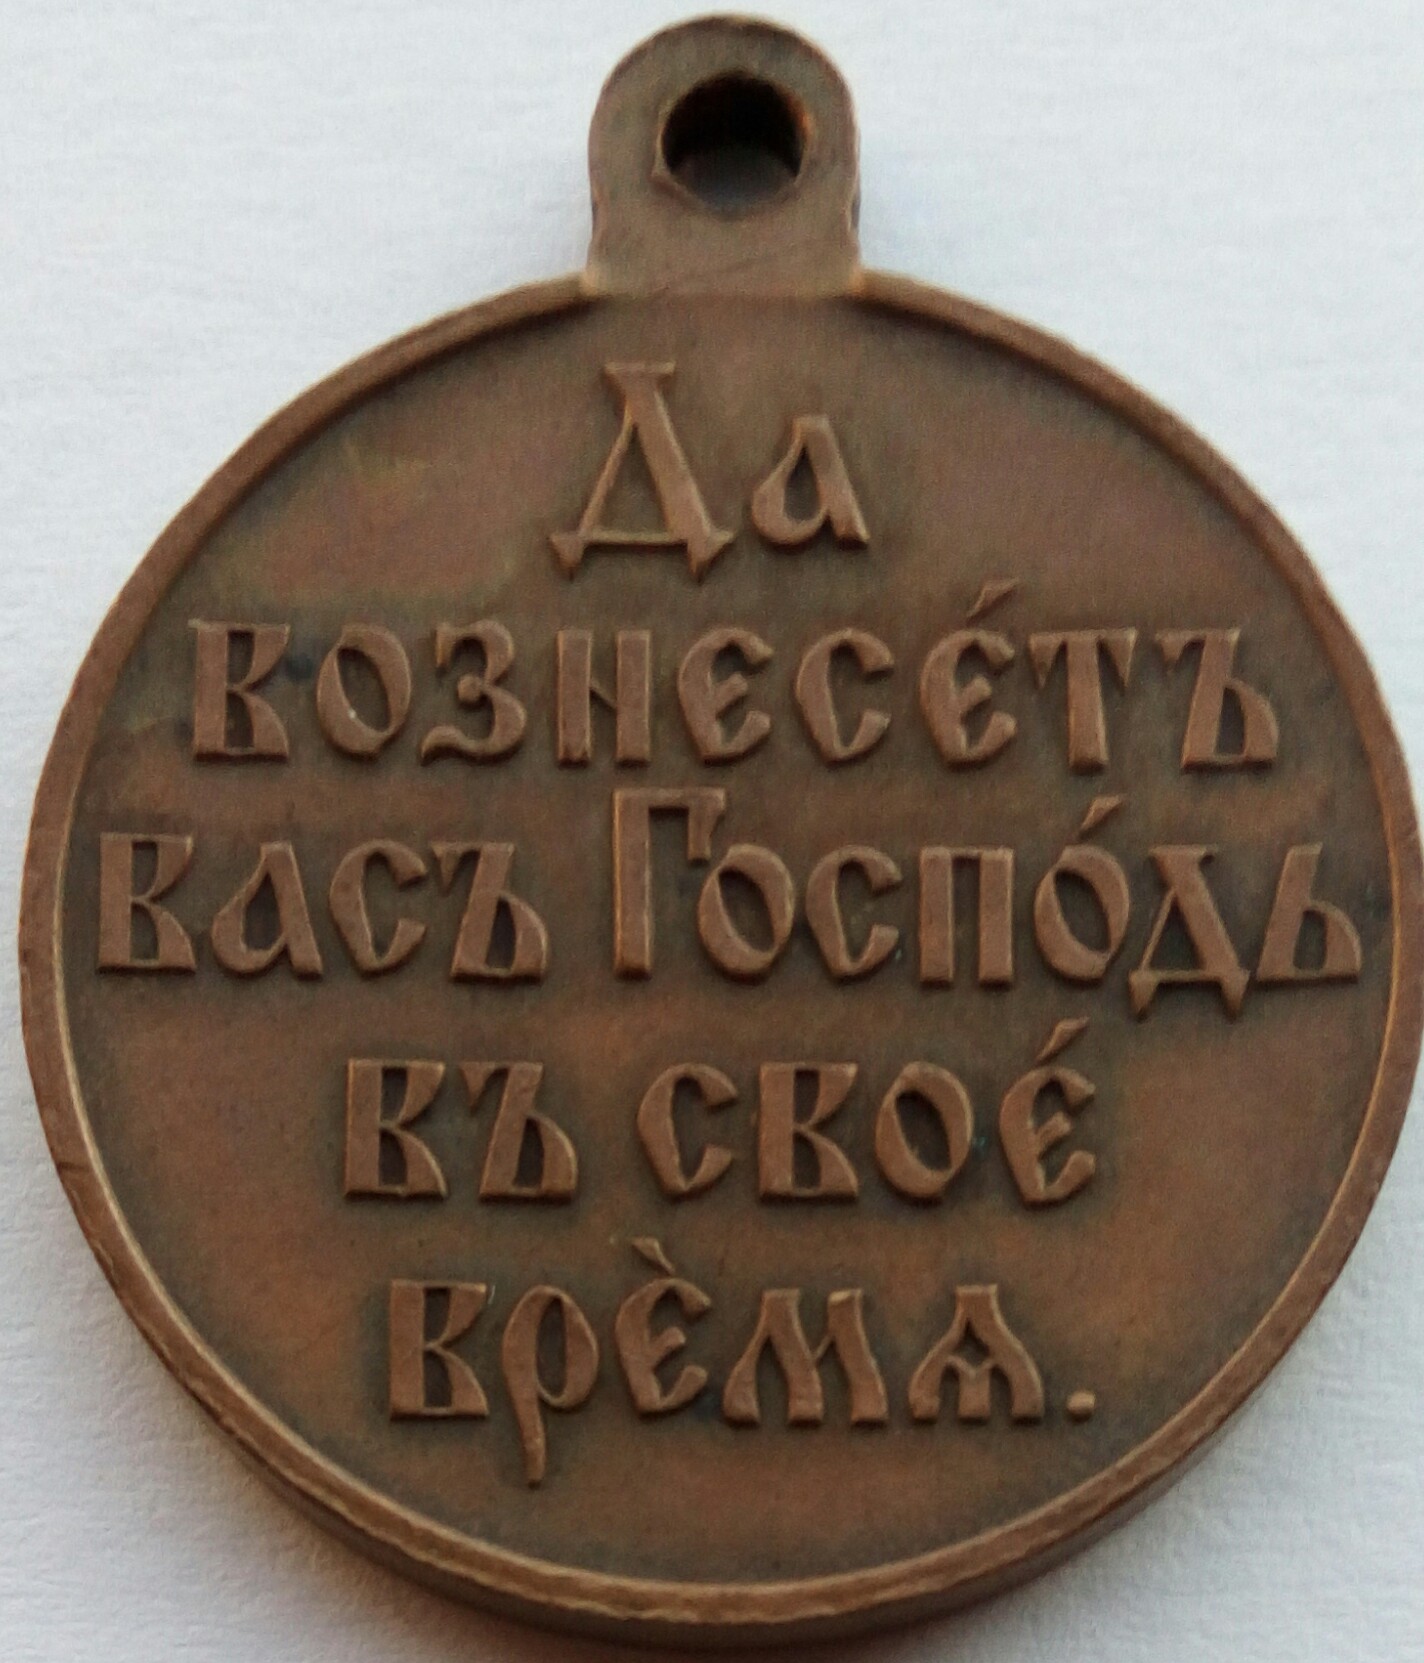 Да
вознесе́тъ
васъ Госпо́дь
въ свое́
врѐмѧ.